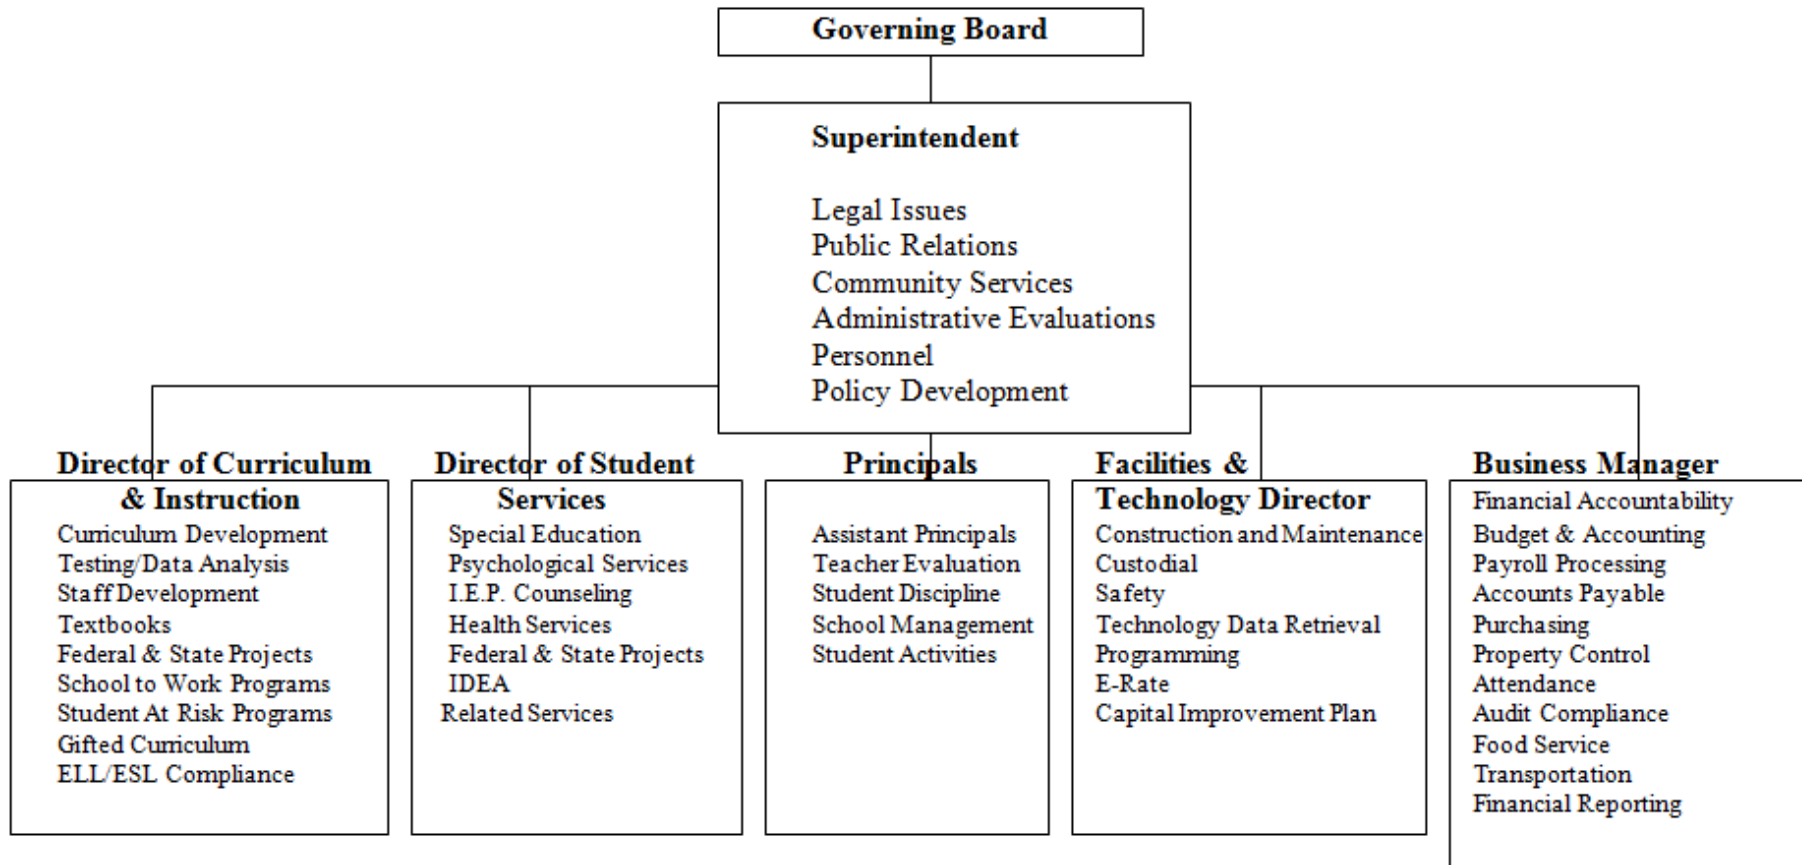 Governing Board
Superintendent
Legal Issues
Public Relations
Community Services
Administrative Evaluations
Personnel
Policy Development
Director of Curriculum
& Instruction
Curriculum Development
Testing/Data Analysis
Staff Development
Textbooks
Federal & State Projects
School to Work Programs
Student At Risk Programs
Gifted Curriculum
ELL/ESL Compliance
Director of Student
Services
Special Education
Psychological Services
I.E.P. Counseling
Health Services
Federal & State Projects
IDEA
Related Services
Principals
Assistant Principals
Teacher Evaluation
Student Discipline
School Management
Student Activities
Facilities &
Technology Director
Construction and Maintenance
Custodial
Safety
Technology Data Retrieval
Programming
E-Rate
Capital Improvement Plan
Business Manager
Financial Accountability
Budget & Accounting
Payroll Processing
Accounts Payable
Purchasing
Property Control
Attendance
Audit Compliance
Food Service
Transportation
Financial Reporting